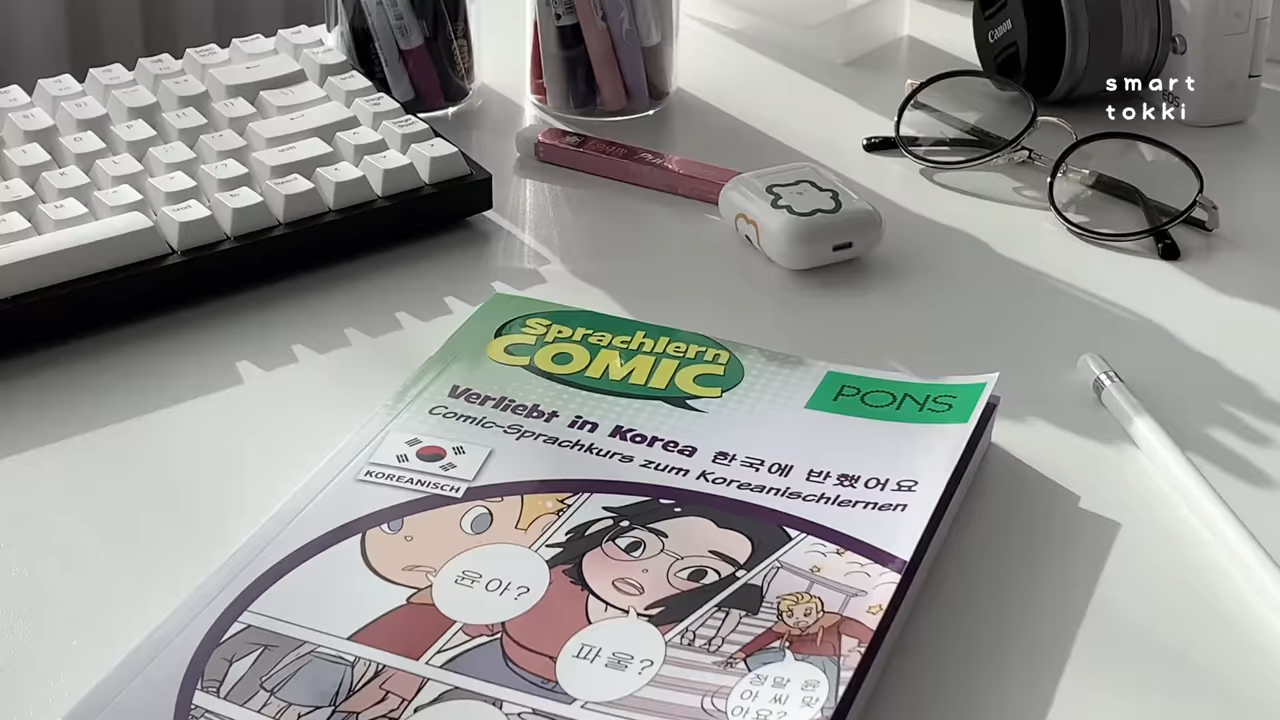 smart
tokki
Canon
Sprachlern
COMIC
PONS
Verliebt in Korea 한국에 반했어요
Comic-Sprachkurs zum Koreanischlernen
KOREANISCH
윤아?
파울?
정말 윤
아 씨 맞
아요?